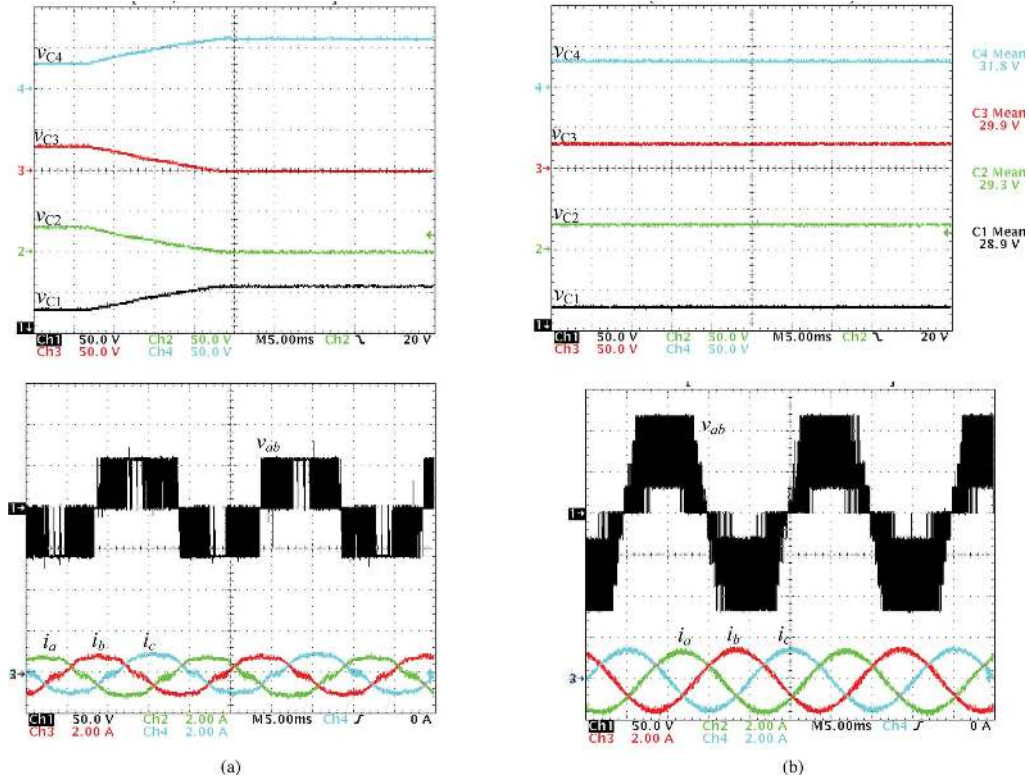 vC4
4
vC3
3
vC2
2
vC1
1
Ch1 50.0 V Ch2 50.0 V M5.00ms Ch2 20 V
Ch3 50.0 V Ch4 50.0 V
vC4
4
vC3
3
vC2
2
vC1
1
C4 Mean
31.8 V
C3 Mean
29.9 V
C2 Mean
29.3 V
C1 Mean
28.9 V
Ch1 50.0 V Ch2 50.0 V M5.00ms Ch2 20 V
Ch3 50.0 V Ch4 50.0 V
vab
1
ia ib ic
3
Ch1 50.0 V Ch2 2.00 A M5.00ms Ch4 0 A
Ch3 2.00 A Ch4 2.00 A
(a)
vab
1
ia ib ic
3
Ch1 50.0 V Ch2 2.00 A M5.00ms Ch4 0 A
Ch3 2.00 A Ch4 2.00 A
(b)